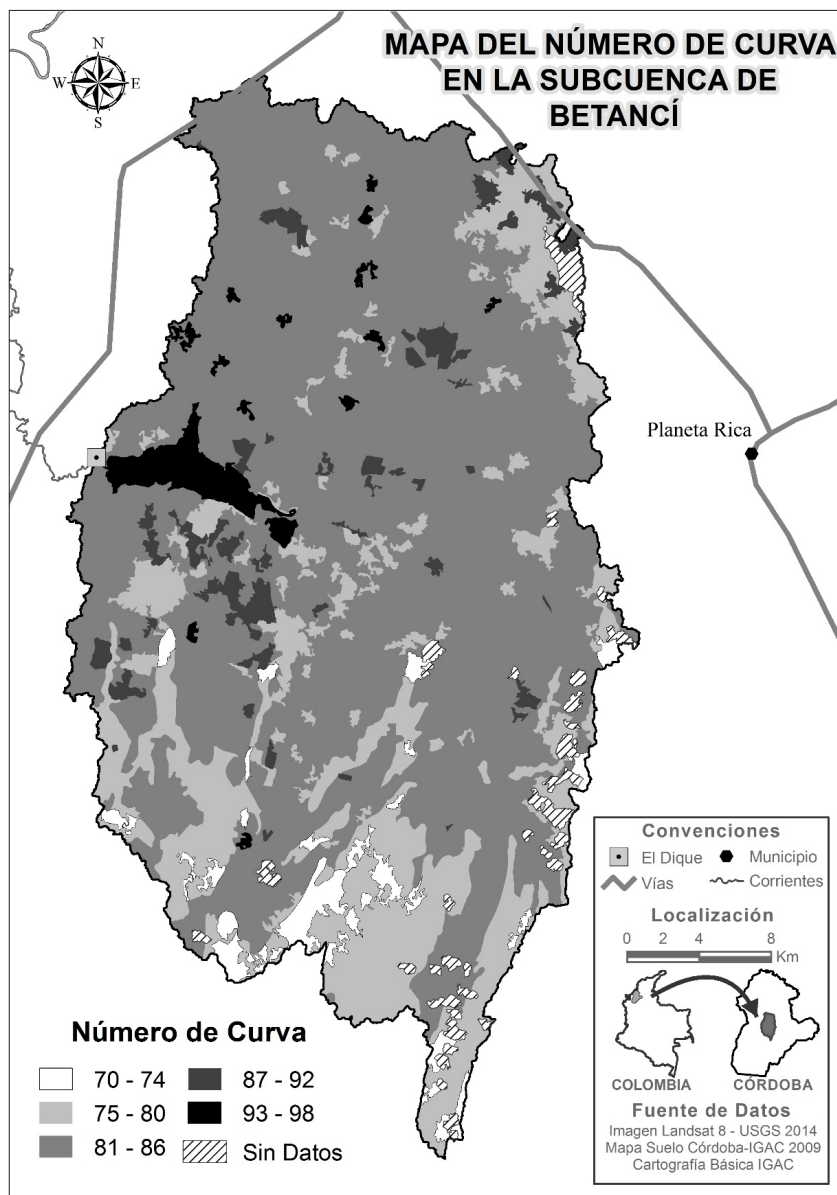 MAPA DEL NÚMERO DE CURVA
EN LA SUBCUENCA DE
BETANCÍ
N
W E
S
Planeta Rica
Convenciones
El Dique Municipio
Vías Corrientes
Localización
0 2 4 8
Km
COLOMBIA CÓRDOBA
Fuente de Datos
Imagen Landsat 8 - USGS 2014
Mapa Suelo Córdoba-IGAC 2009
Cartografía Básica IGAC
Número de Curva
70 - 74 87 - 92
75 - 80 93 - 98
81 - 86 Sin Datos